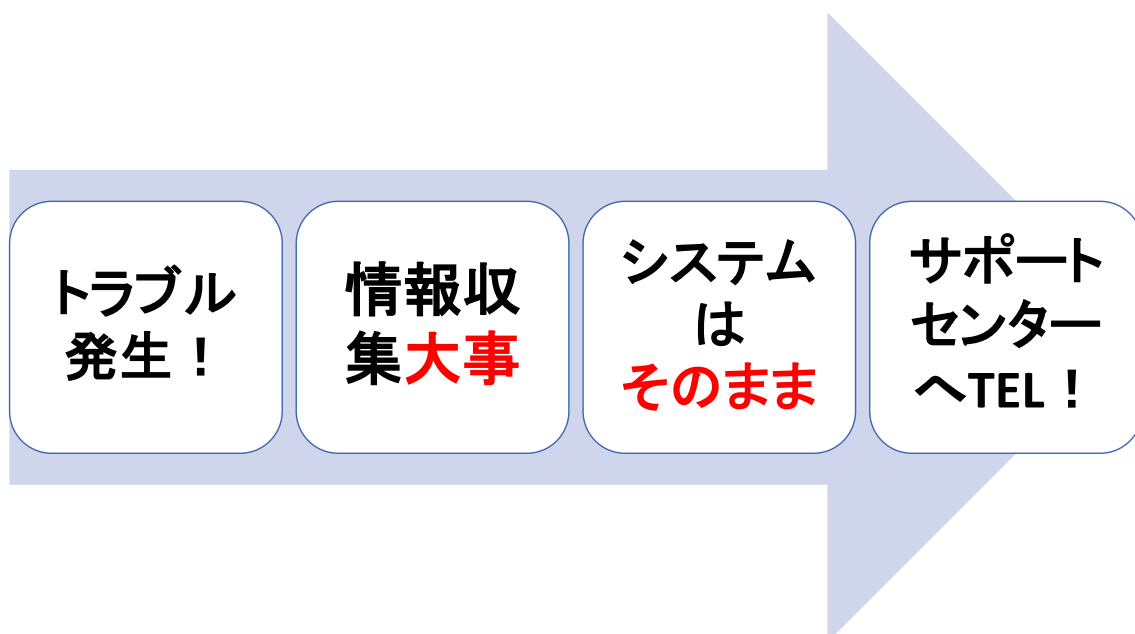 トラブル
発生！
情報収
集大事
システム
は
そのまま
サポート
センター
へTEL！